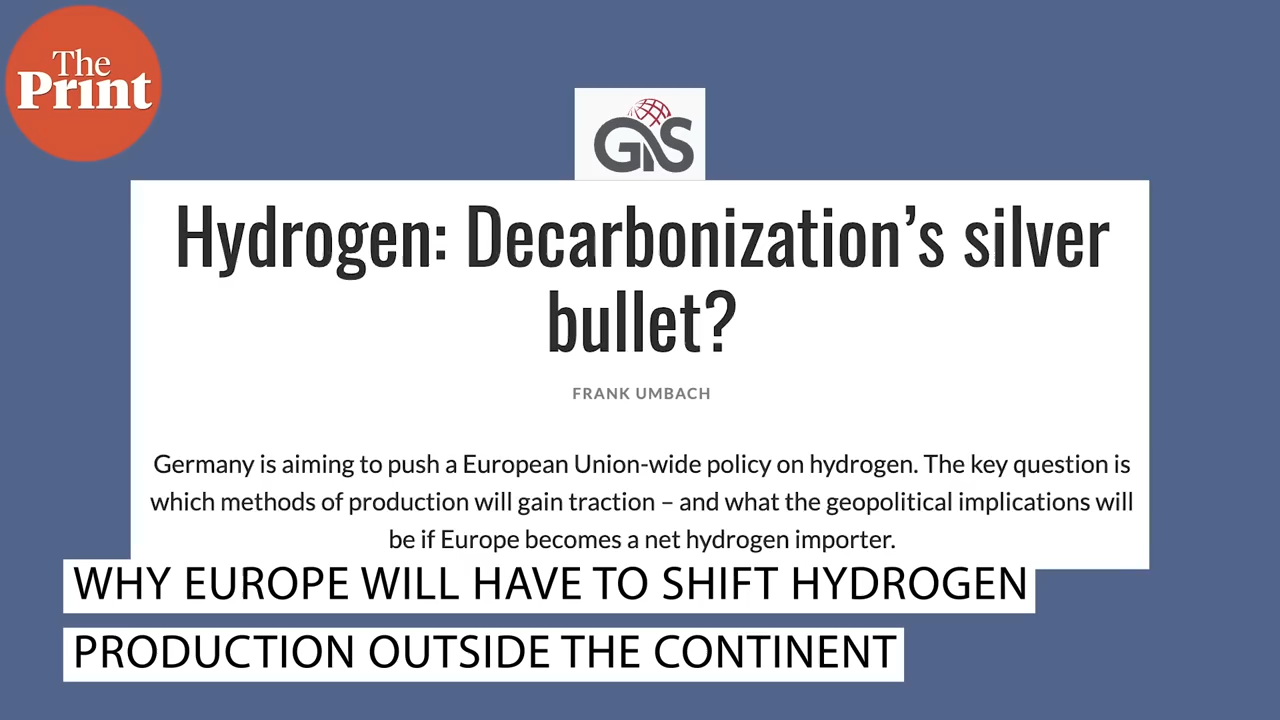 The
Print
GIS
Hydrogen: Decarbonization’s silver
bullet?
FRANK UMBACH
Germany is aiming to push a European Union-wide policy on hydrogen. The key question is
which methods of production will gain traction – and what the geopolitical implications will
be if Europe becomes a net hydrogen importer.
WHY EUROPE WILL HAVE TO SHIFT HYDROGEN
PRODUCTION OUTSIDE THE CONTINENT